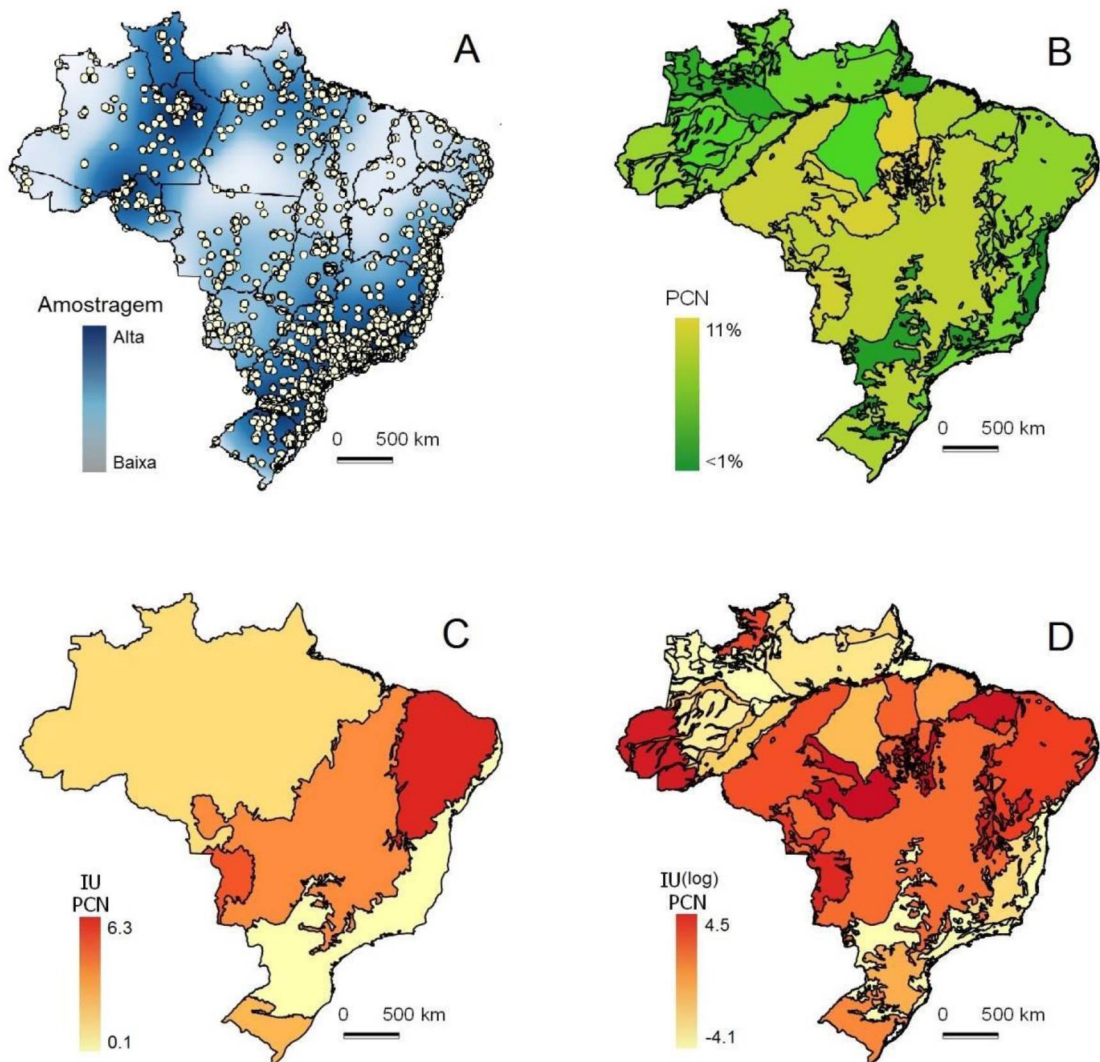 A
Amostragem
Alta
Baixa
0 500 km
B
PCN
11%
<1%
0 500 km
C
IU
PCN
6.3
0.1
0 500 km
D
IU(log)
PCN
4.5
-4.1
0 500 km